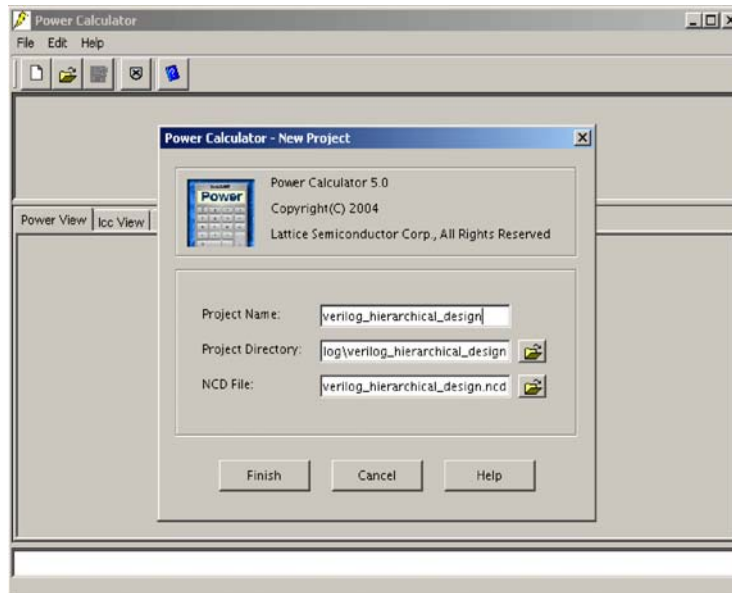 Power Calculator
File Edit Help
Power Calculator - New Project
Power
Power Calculator 5.0
Copyright(C) 2004
Lattice Semiconductor Corp., All Rights Reserved
Power View Icc View
Project Name: verilog_hierarchical_design
Project Directory: log\verilog_hierarchical_design
NCD File: verilog_hierarchical_design.ncd
Finish Cancel Help